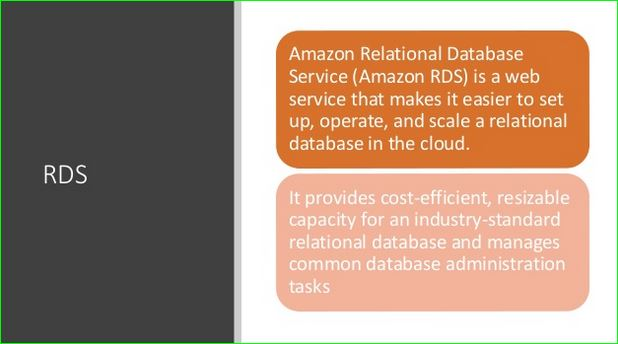 RDS
Amazon Relational Database
Service (Amazon RDS) is a web
service that makes it easier to set
up, operate, and scale a relational
database in the cloud.
It provides cost-efficient, resizable
capacity for an industry-standard
relational database and manages
common database administration
tasks